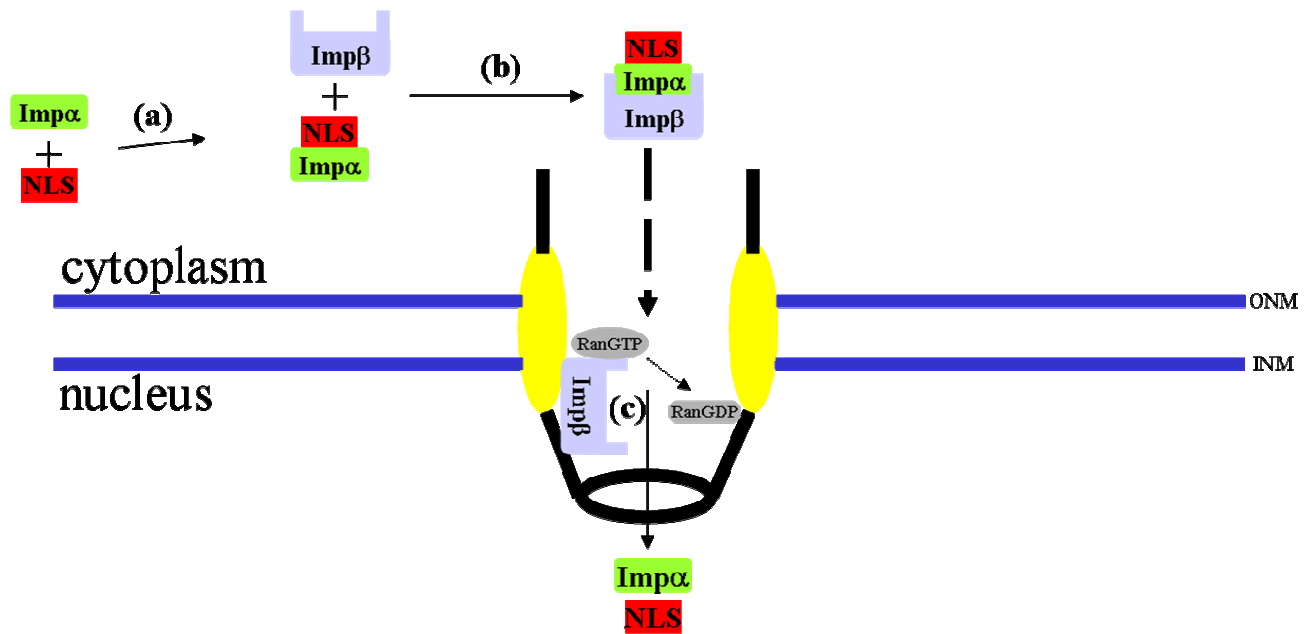 Impα
+
NLS
(a)
Impβ
+
NLS
Impα
(b)
NLS
Impα
Impβ
cytoplasm
ONM
nucleus
INM
RanGTP
Impβ
(c)
RanGDP
Impα
NLS